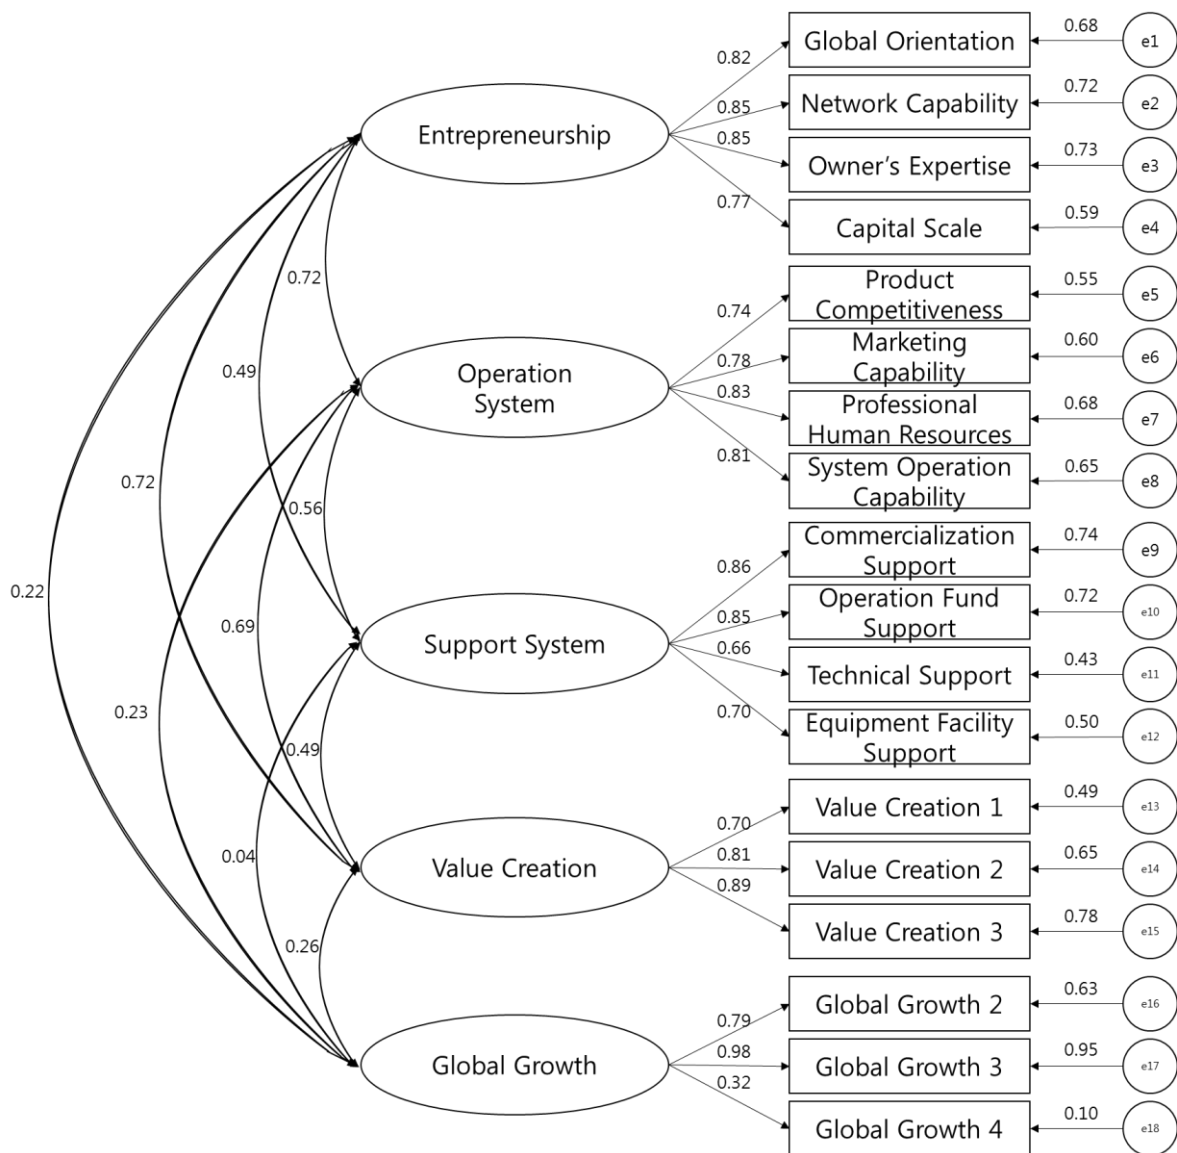 Entrepreneurship
Operation
System
Support System
Value Creation
Global Growth
0.72
0.49
0.72
0.56
0.22
0.69
0.23
0.49
0.04
0.26
0.82
0.85
0.85
0.77
Global Orientation
Network Capability
Owner’s Expertise
Capital Scale
0.68
0.72
0.73
0.59
e1
e2
e3
e4
0.74
0.78
0.83
0.81
Product
Competitiveness
Marketing
Capability
Professional
Human Resources
System Operation
Capability
0.55
0.60
0.68
0.65
e5
e6
e7
e8
0.86
0.85
0.66
0.70
Commercialization
Support
Operation Fund
Support
Technical Support
Equipment Facility
Support
0.74
0.72
0.43
0.50
e9
e10
e11
e12
0.70
0.81
0.89
Value Creation 1
Value Creation 2
Value Creation 3
0.49
0.65
0.78
e13
e14
e15
0.79
0.98
0.32
Global Growth 2
Global Growth 3
Global Growth 4
0.63
0.95
0.10
e16
e17
e18